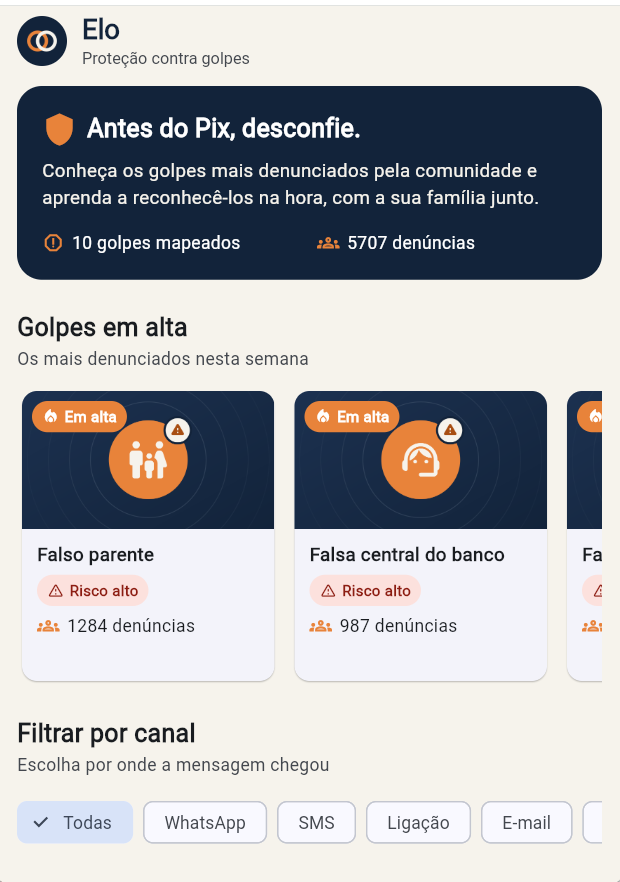 Elo
Proteção contra golpes
Antes do Pix, desconfie.
Conheça os golpes mais denunciados pela comunidade e
aprenda a reconhecê-los na hora, com a sua família junto.
10 golpes mapeados
5707 denúncias
Golpes em alta
Os mais denunciados nesta semana
Em alta
Em alta
Falso parente
Falsa central do banco
Fa
Risco alto
Risco alto
1284 denúncias
987 denúncias
Filtrar por canal
Escolha por onde a mensagem chegou
Todas
WhatsApp
SMS
Ligação
E-mail